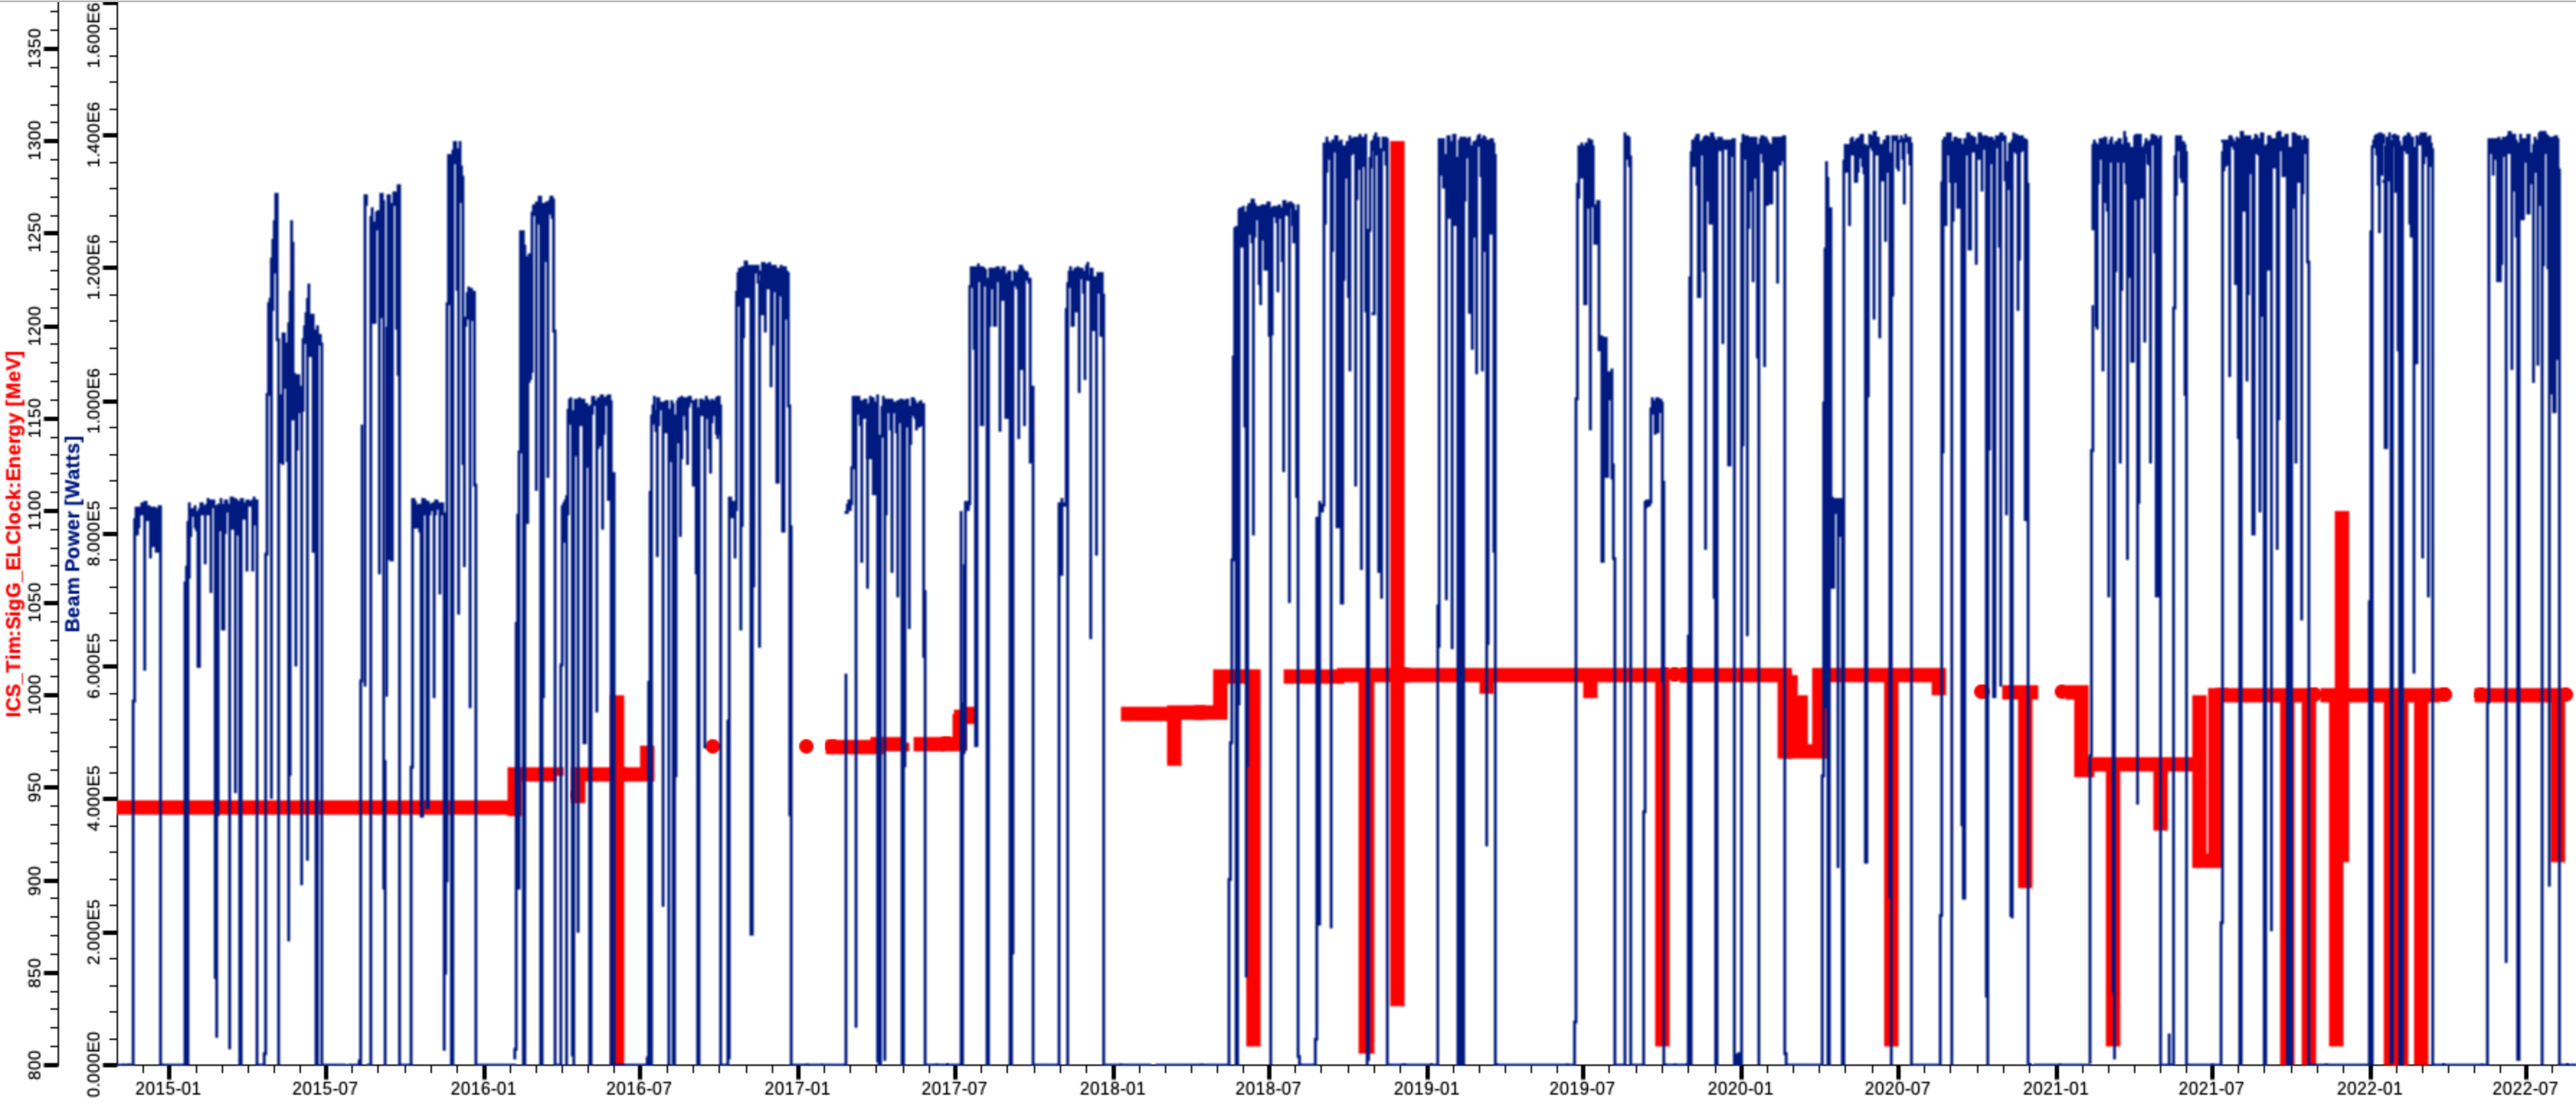 ICS_Tim:SigG_ELClock:Energy [MeV]
1350
1300
1250
1200
1150
1100
1050
1000
950
900
850
800
Beam Power [Watts]
1.600E6
1.400E6
1.200E6
1.000E6
8.000E5
6.000E5
4.000E5
2.000E5
0.000E0
2015-01 2015-07 2016-01 2016-07 2017-01 2017-07 2018-01 2018-07 2019-01 2019-07 2020-01 2020-07 2021-01 2021-07 2022-01 2022-07